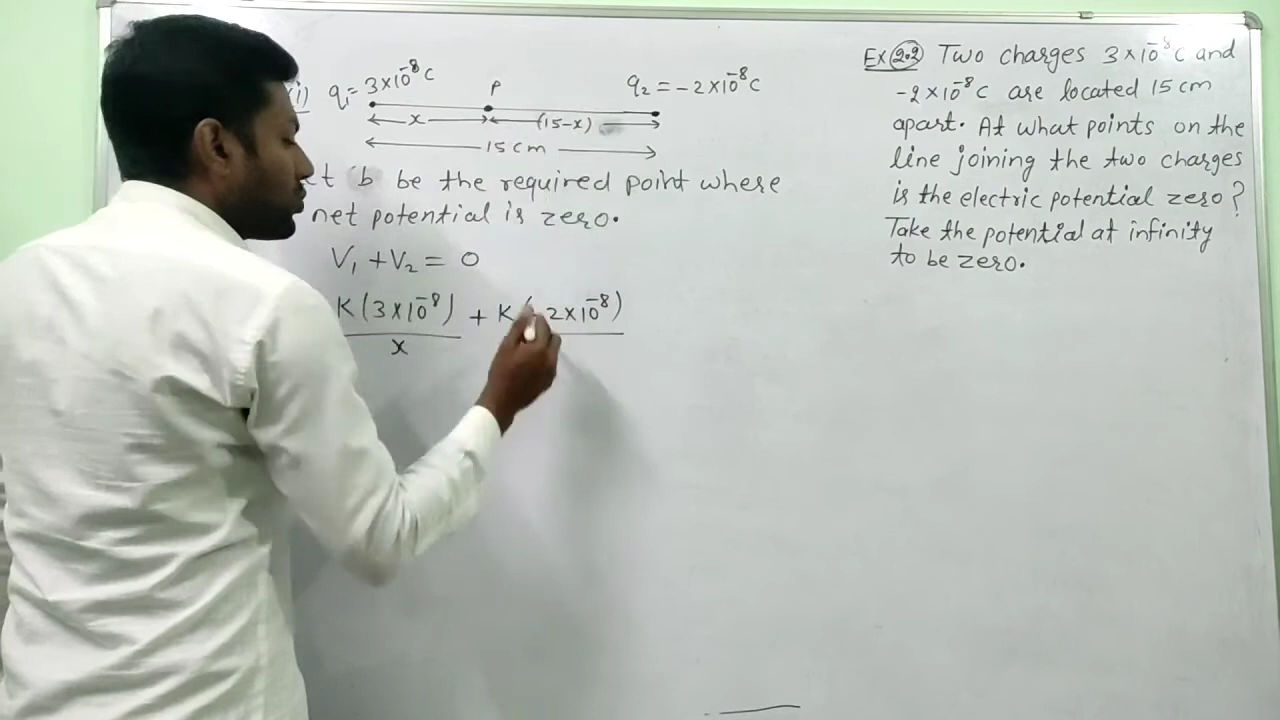 i) q₁= 3×10⁻⁸ C P q₂ = -2×10⁻⁸ C
x (15-x)
15 cm
be the required point where
net potential is zero.
V₁ + V₂ = 0
K(3×10⁻⁸) + K( 2×10⁻⁸)
x
Ex 2.2 Two charges 3×10⁻⁸ C and
-2×10⁻⁸ C are located 15 cm
apart. At what points on the
line joining the two charges
is the electric potential zero?
Take the potential at infinity
to be zero.